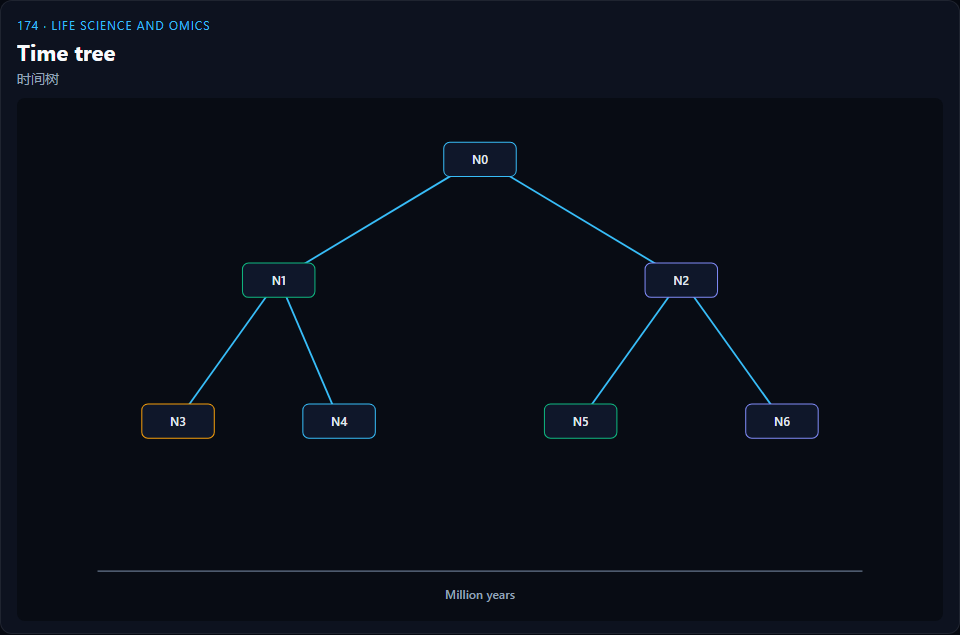 174 · LIFE SCIENCE AND OMICS
Time tree
时间树
N0
N1
N2
N3
N4
N5
N6
Million years